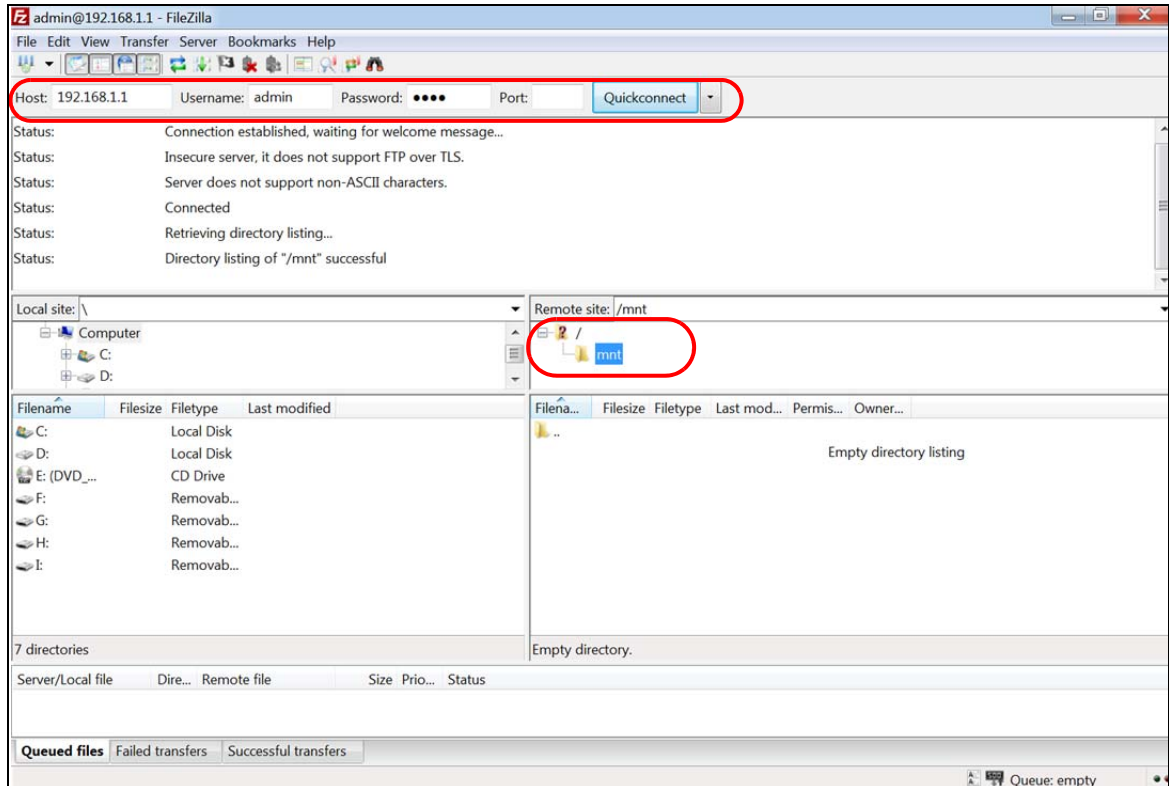 admin@192.168.1.1 - FileZilla
File Edit View Transfer Server Bookmarks Help
Host: 192.168.1.1 Username: admin Password: ●●●● Port: Quickconnect
Status: Connection established, waiting for welcome message...
Status: Insecure server, it does not support FTP over TLS.
Status: Server does not support non-ASCII characters.
Status: Connected
Status: Retrieving directory listing...
Status: Directory listing of "/mnt" successful
Local site: \
Computer
C:
D:
Remote site: /mnt
/
mnt
Filename Filesize Filetype Last modified
C: Local Disk
D: Local Disk
E: (DVD_... CD Drive
F: Removab...
G: Removab...
H: Removab...
I: Removab...
7 directories
Filena... Filesize Filetype Last mod... Permis... Owner...
..
Empty directory listing
Empty directory.
Server/Local file Dire... Remote file Size Prio... Status
Queued files Failed transfers Successful transfers
Queue: empty